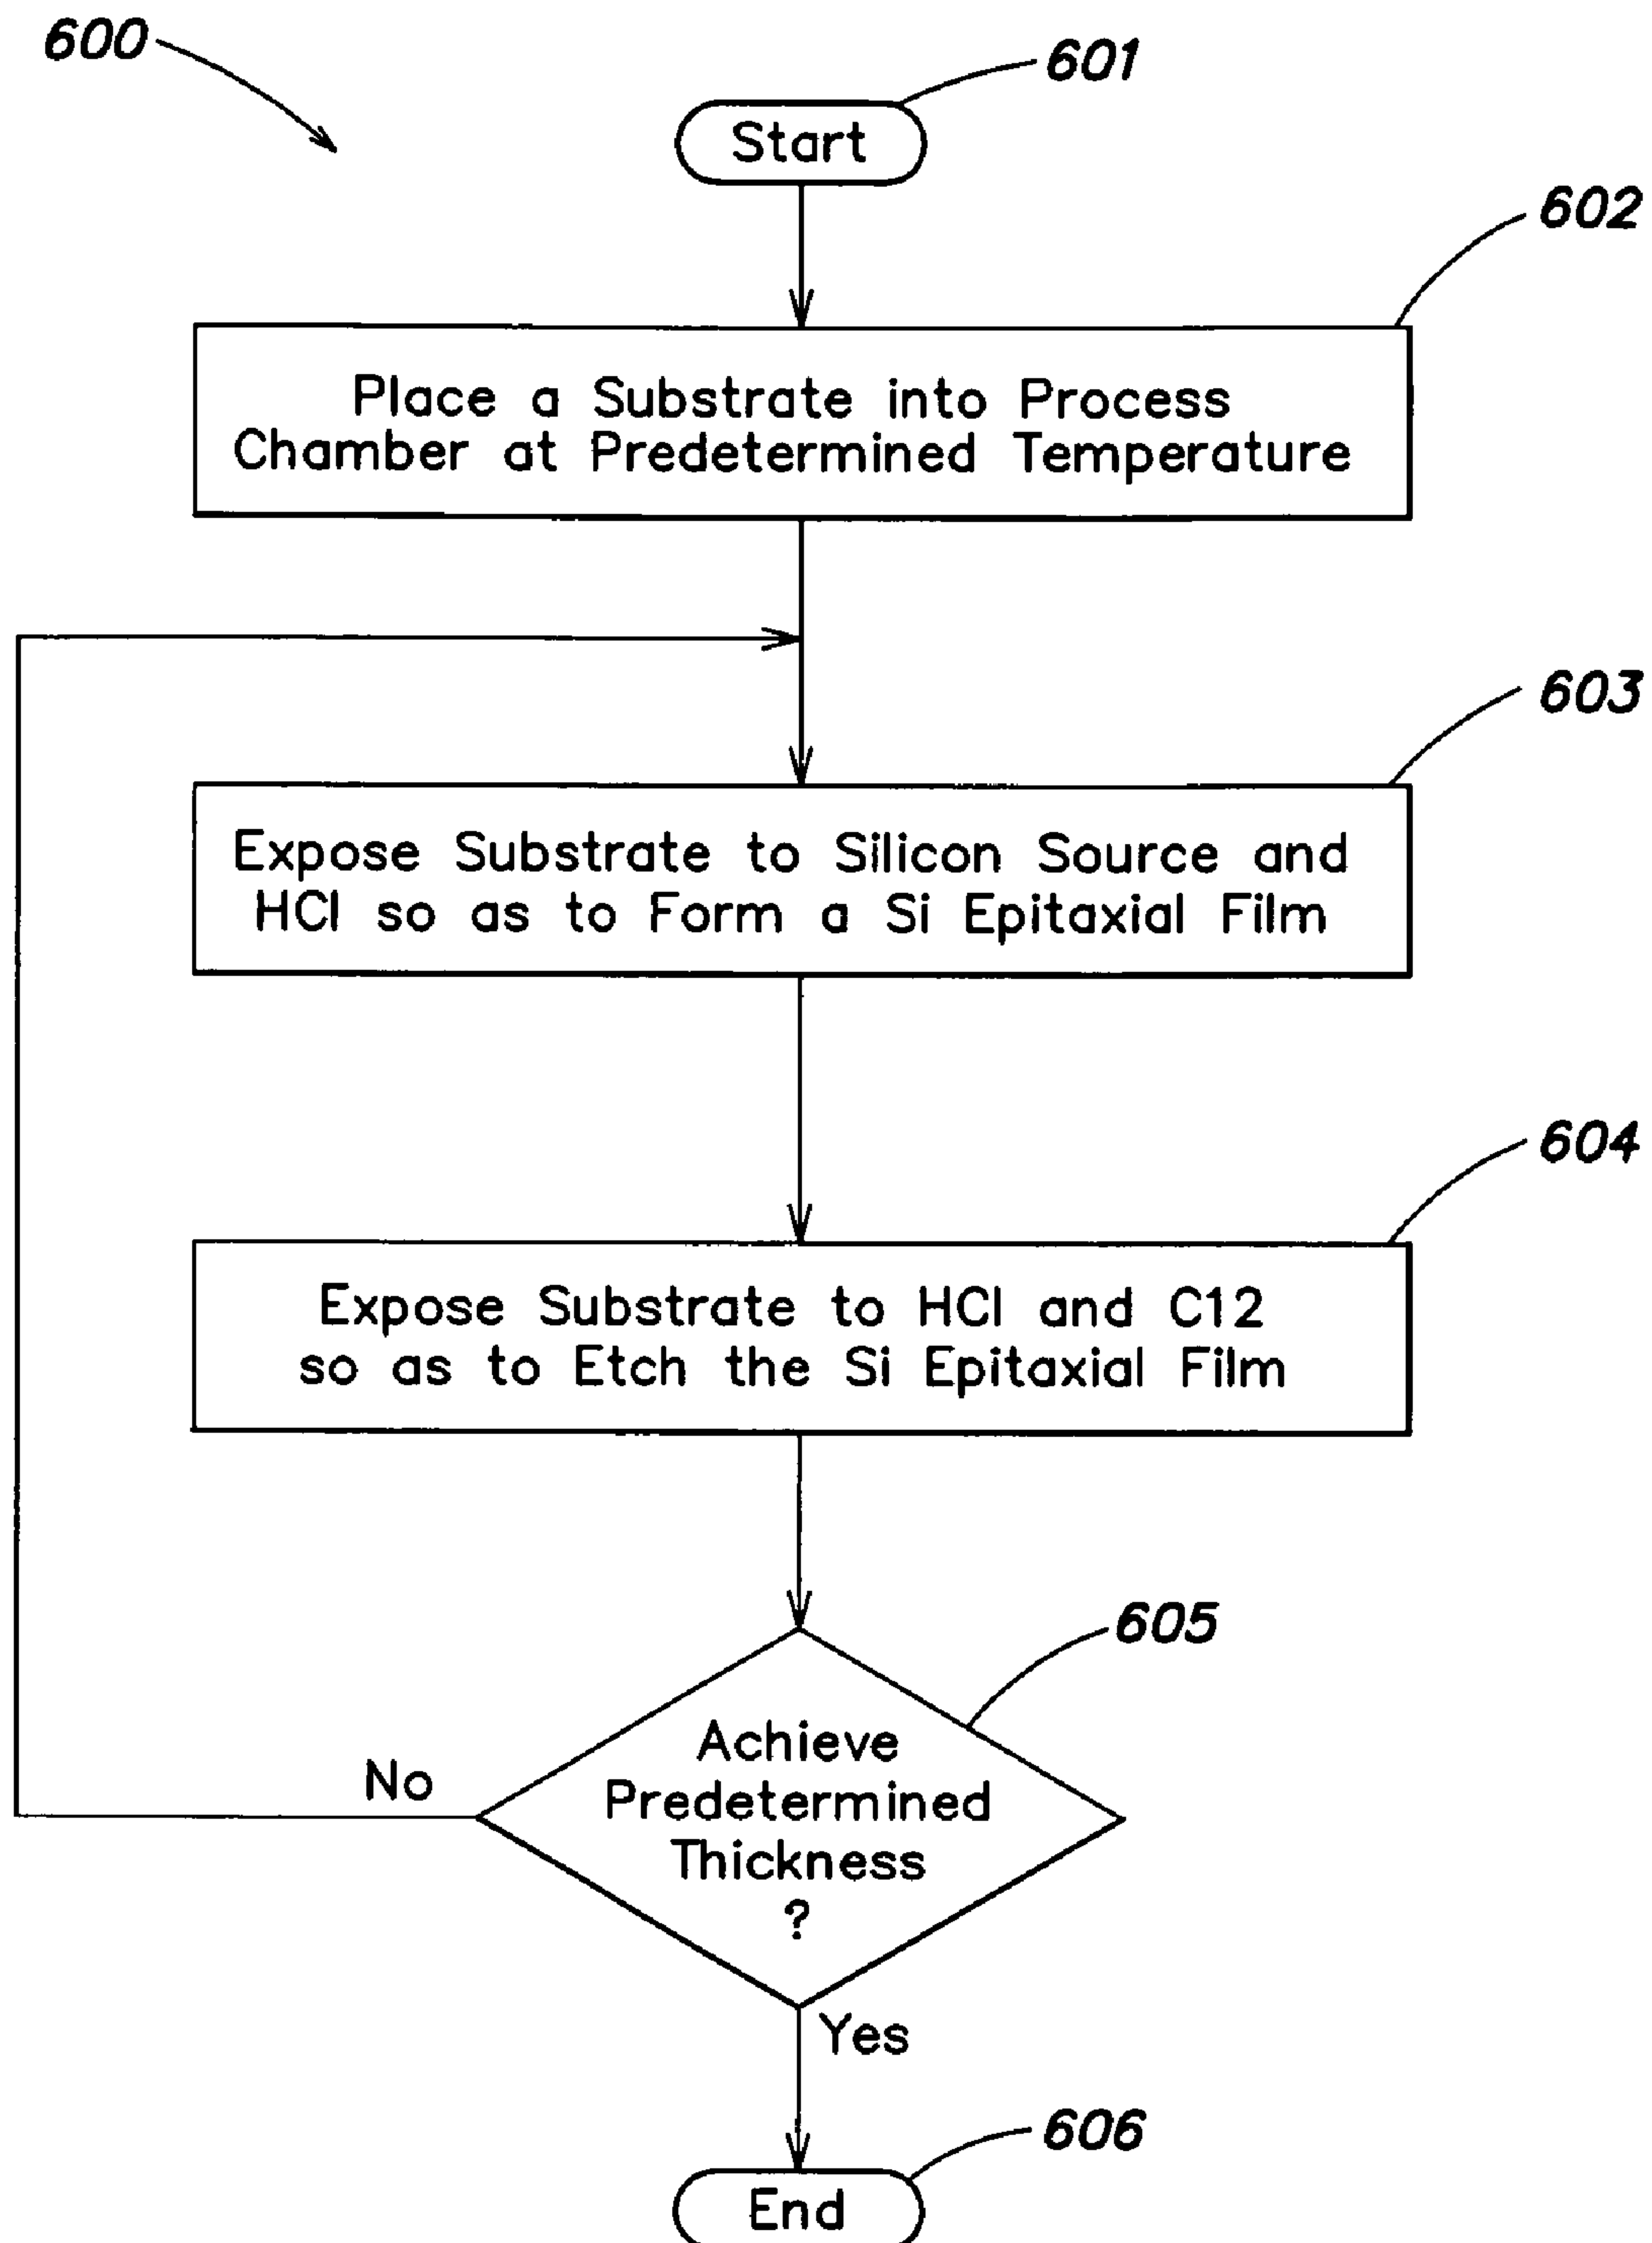 600
601
Start
602
Place a Substrate into Process
Chamber at Predetermined Temperature
603
Expose Substrate to Silicon Source and
HCl so as to Form a Si Epitaxial Film
604
Expose Substrate to HCl and C12
so as to Etch the Si Epitaxial Film
605
Achieve
Predetermined
Thickness
?
No
Yes
606
End